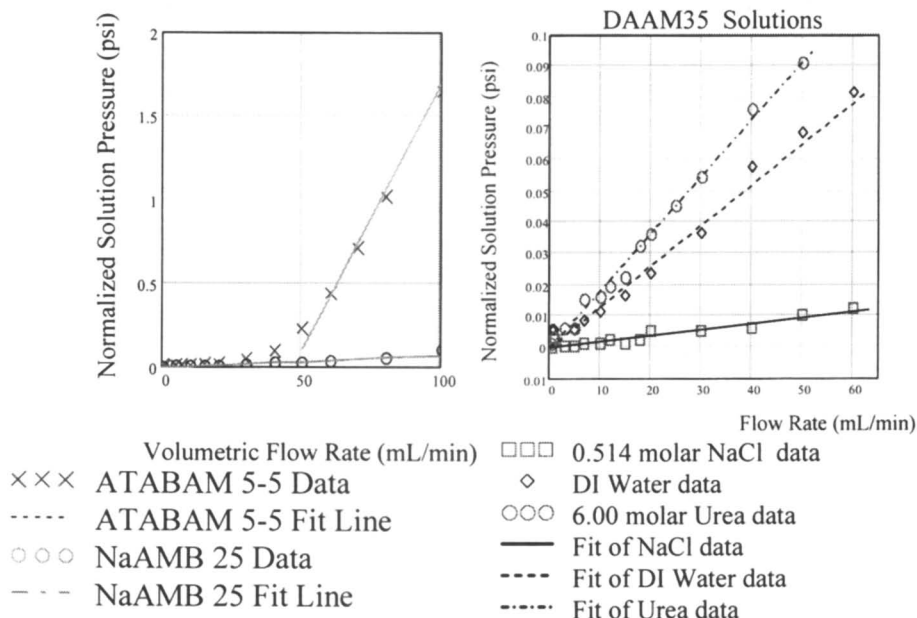 Normalized Solution Pressure (psi)
2
1.5
1
0.5
0
0
50
100
Volumetric Flow Rate (mL/min)
××× ATABAM 5-5 Data
----- ATABAM 5-5 Fit Line
○○○ NaAMB 25 Data
— - - NaAMB 25 Fit Line
DAAM35 Solutions
Normalized Solution Pressure (psi)
0.1
0.09
0.08
0.07
0.06
0.05
0.04
0.03
0.02
0.01
0
0.01
0
10
20
30
40
50
60
Flow Rate (mL/min)
□□□ 0.514 molar NaCl data
◇ DI Water data
○○○ 6.00 molar Urea data
Fit of NaCl data
Fit of DI Water data
Fit of Urea data